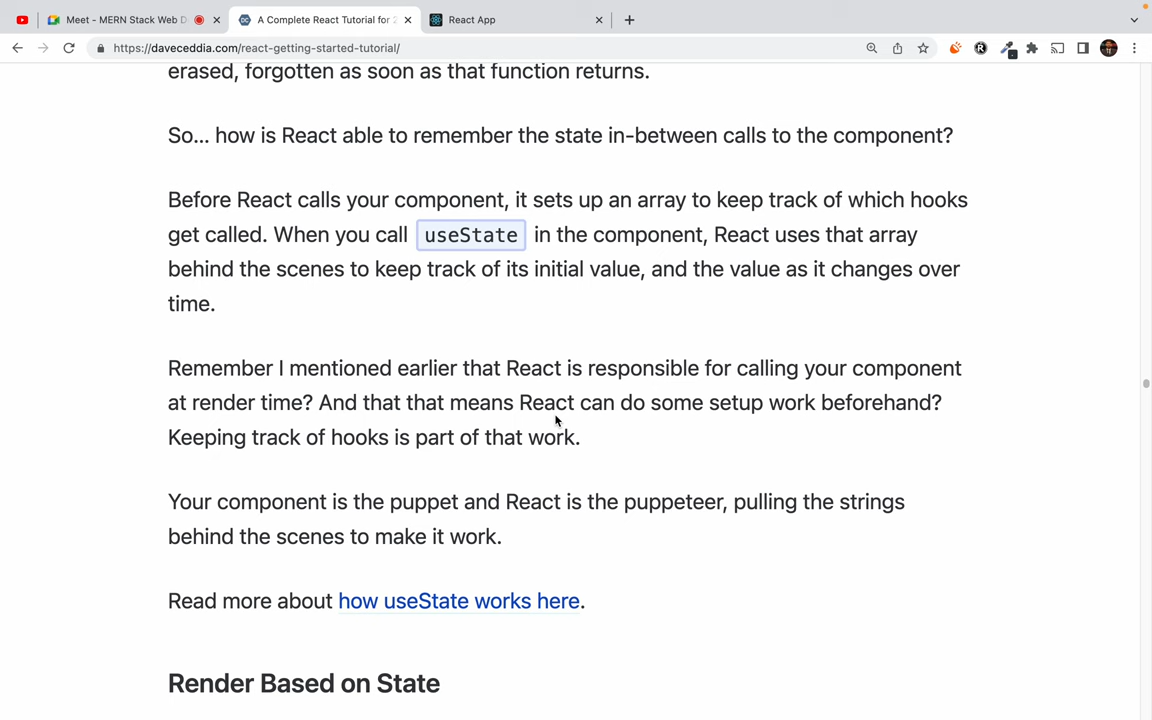 Meet - MERN Stack Web D
A Complete React Tutorial for 2
React App
https://daveceddia.com/react-getting-started-tutorial/
erased, forgotten as soon as that function returns.
So... how is React able to remember the state in-between calls to the component?
Before React calls your component, it sets up an array to keep track of which hooks
get called. When you call useState in the component, React uses that array
behind the scenes to keep track of its initial value, and the value as it changes over
time.
Remember I mentioned earlier that React is responsible for calling your component
at render time? And that that means React can do some setup work beforehand?
Keeping track of hooks is part of that work.
Your component is the puppet and React is the puppeteer, pulling the strings
behind the scenes to make it work.
Read more about how useState works here.
Render Based on State